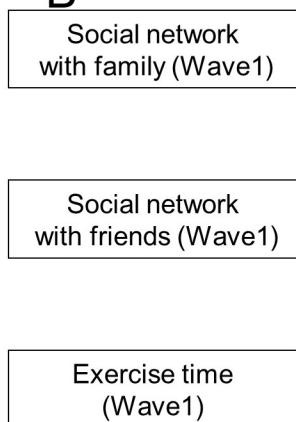 Social network
with family (Wave1)
Social network
with friends (Wave1)
Exercise time
(Wave1)